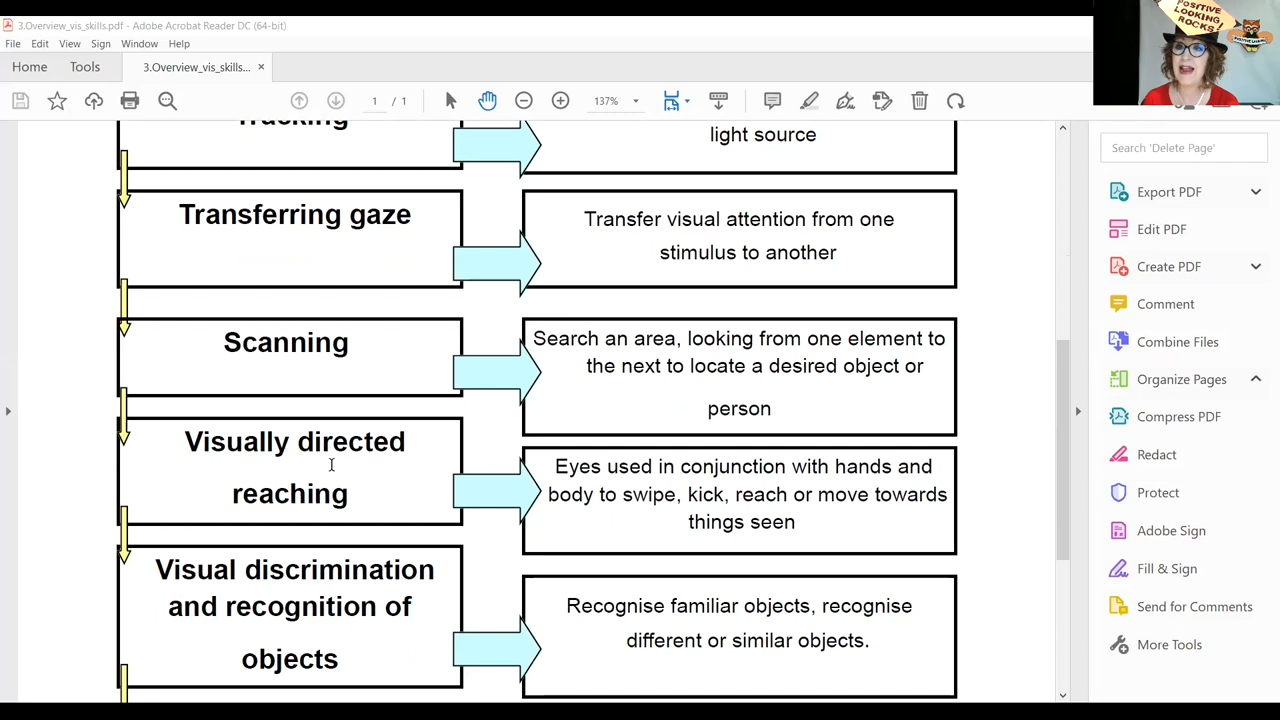 3.Overview_vis_skills.pdf - Adobe Acrobat Reader DC (64-bit)
File Edit View Sign Window Help
Home Tools 3.Overview_vis_skills... ×
1 / 1 137%
POSITIVE
LOOKING
ROCKS!
Tracking
light source
Transferring gaze
Transfer visual attention from one
stimulus to another
Scanning
Search an area, looking from one element to
the next to locate a desired object or
person
Visually directed
reaching
Eyes used in conjunction with hands and
body to swipe, kick, reach or move towards
things seen
Visual discrimination
and recognition of
objects
Recognise familiar objects, recognise
different or similar objects.
Search 'Delete Page'
Export PDF
Edit PDF
Create PDF
Comment
Combine Files
Organize Pages
Compress PDF
Redact
Protect
Adobe Sign
Fill & Sign
Send for Comments
More Tools